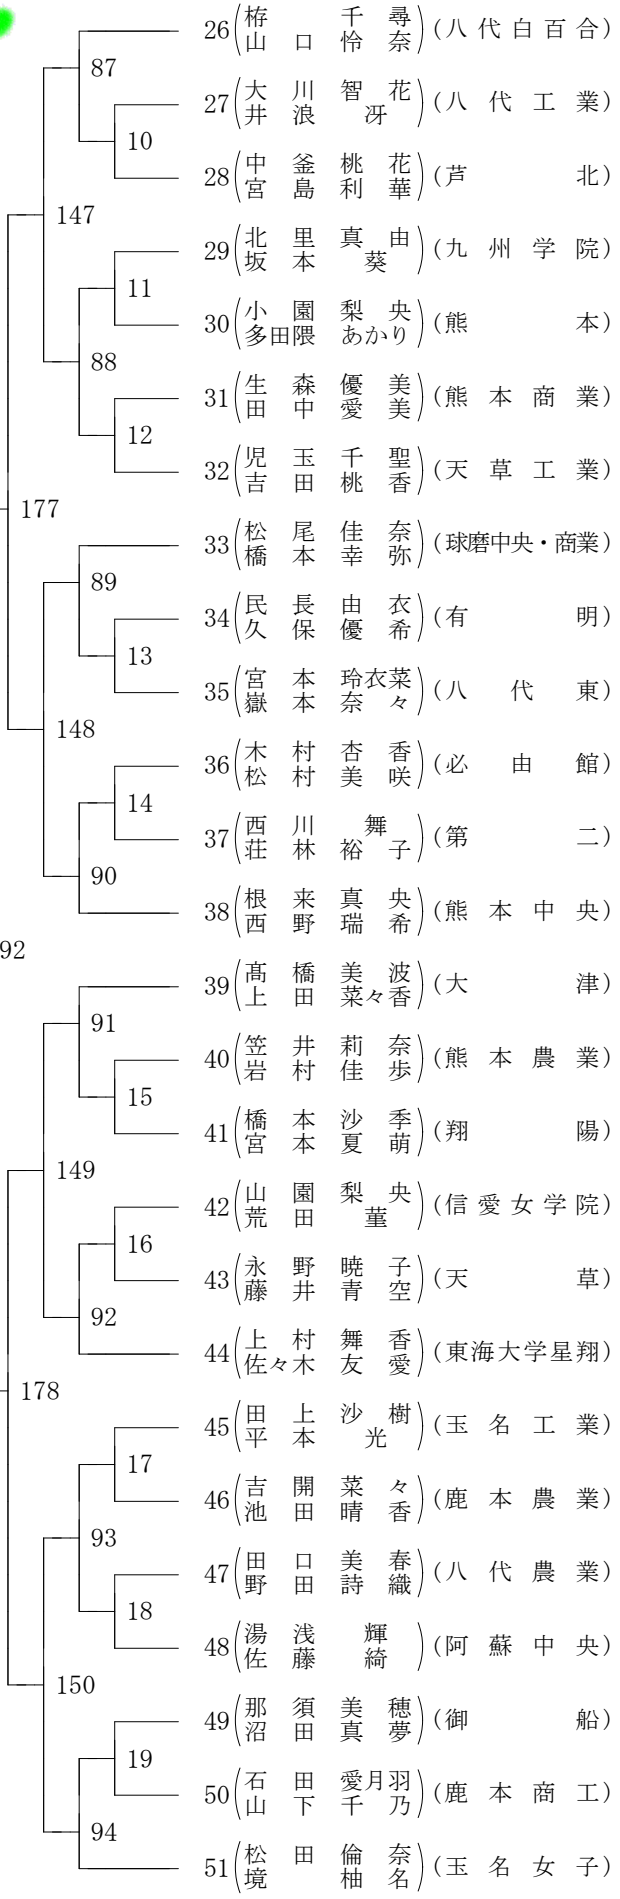 26 (栫 千尋 / 山口怜奈) (八代白百合)
87
27 (大川智花 / 井浪冴) (八代工業)
10
28 (中釜桃花 / 宮島利華) (芦北)
147
29 (北里真由 / 坂本葵) (九州学院)
11
30 (小園梨央 / 多田隈あかり) (熊本)
88
31 (生森優美 / 田中愛美) (熊本商業)
12
32 (児玉千聖 / 吉田桃香) (天草工業)
177
33 (松尾佳奈 / 橋本幸弥) (球磨中央・商業)
89
34 (民長由衣 / 久保優希) (有明)
13
35 (宮本玲衣菜 / 嶽本奈々) (八代東)
148
36 (木村杏香 / 松村美咲) (必由館)
14
37 (西川舞 / 荘林裕子) (第二)
90
38 (根来真央 / 西野瑞希) (熊本中央)
92
39 (髙橋美波 / 上田菜々香) (大津)
91
40 (笠井莉奈 / 岩村佳歩) (熊本農業)
15
41 (橋本沙季 / 宮本夏萌) (翔陽)
149
42 (山園梨央 / 荒田菫) (信愛女学院)
16
43 (永野暁子 / 藤井青空) (天草)
92
44 (上村舞香 / 佐々木友愛) (東海大学星翔)
178
45 (田上沙樹 / 平本光) (玉名工業)
17
46 (吉開菜々 / 池田晴香) (鹿本農業)
93
47 (田口美春 / 野田詩織) (八代農業)
18
48 (湯浅輝 / 佐藤綺) (阿蘇中央)
150
49 (那須美穂 / 沼田真夢) (御船)
19
50 (石田愛月羽 / 山下千乃) (鹿本商工)
94
51 (松田倫奈 / 境柚名) (玉名女子)